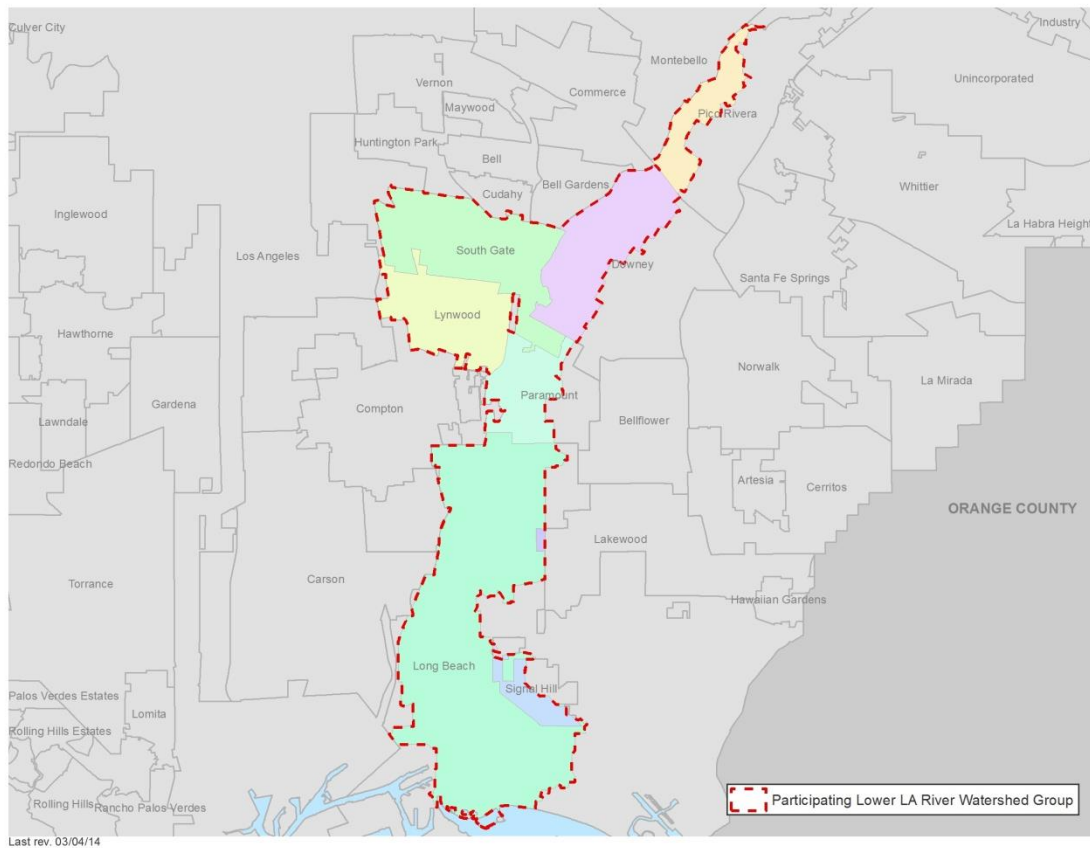 Culver City
Industry
Montebello
Unincorporated
Vernon
Commerce
Maywood
Pico Rivera
Huntington Park
Bell
Whittier
Cudahy
Bell Gardens
Inglewood
La Habra Height
South Gate
Los Angeles
Downey
Santa Fe Springs
Lynwood
Hawthorne
Norwalk
La Mirada
Paramount
Gardena
Compton
Bellflower
Lawndale
Redondo Beach
Artesia
Cerritos
ORANGE COUNTY
Lakewood
Torrance
Carson
Hawaiian Gardens
Long Beach
Signal Hill
Palos Verdes Estates
Lomita
Rolling Hills Estates
Rolling Hills
Rancho Palos Verdes
Participating Lower LA River Watershed Group
Last rev. 03/04/14